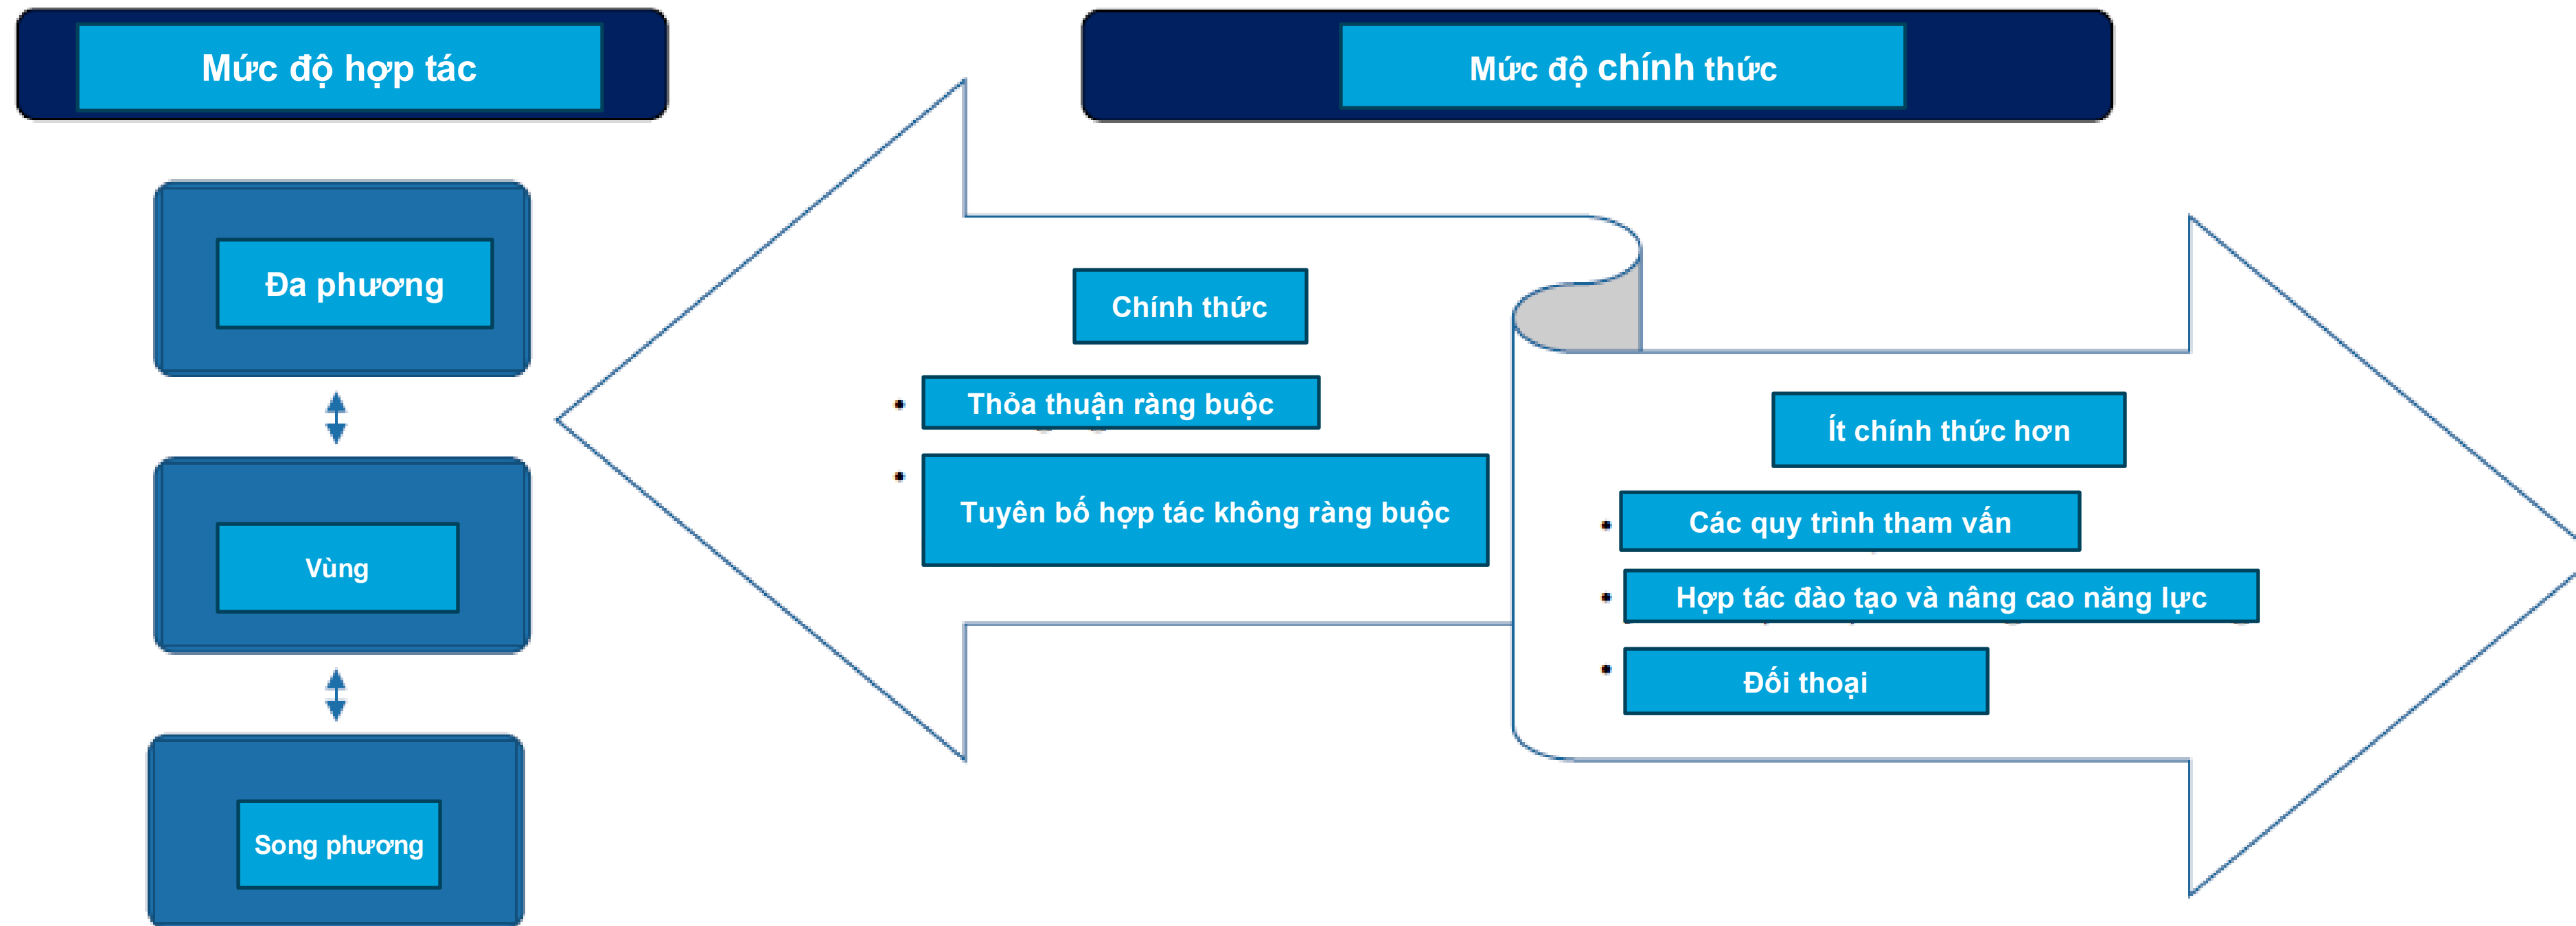 Mức độ hợp tác
Mức độ chính thức
Đa phương
Vùng
Song phương
Chính thức
• Thỏa thuận ràng buộc
• Tuyên bố hợp tác không ràng buộc
Ít chính thức hơn
• Các quy trình tham vấn
• Hợp tác đào tạo và nâng cao năng lực
• Đối thoại